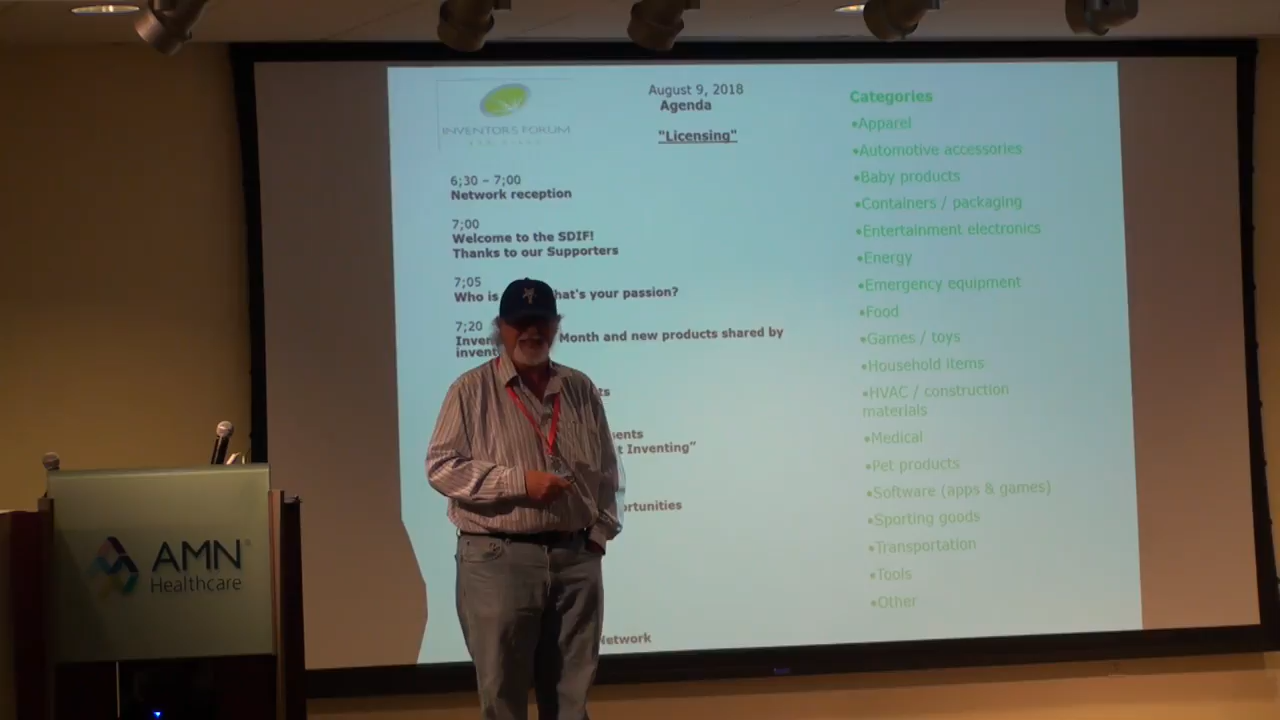 INVENTORS FORUM
August 9, 2018
Agenda
"Licensing"
6;30 – 7;00
Network reception
7;00
Welcome to the SDIF!
Thanks to our Supporters
7;05
Who is hat's your passion?
7;20
Inven Month and new products shared by
invent
ts
ents
t Inventing”
ortunities
Network
Categories
•Apparel
•Automotive accessories
•Baby products
•Containers / packaging
•Entertainment electronics
•Energy
•Emergency equipment
•Food
•Games / toys
•Household items
•HVAC / construction
materials
•Medical
•Pet products
•Software (apps & games)
•Sporting goods
•Transportation
•Tools
•Other
AMN®
Healthcare